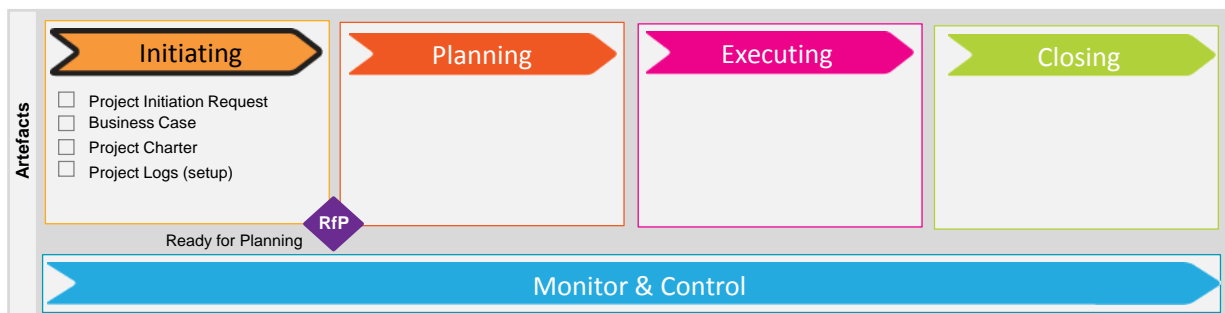 Artefacts
Initiating
Planning
Executing
Closing
Project Initiation Request
Business Case
Project Charter
Project Logs (setup)
RfP
Ready for Planning
Monitor & Control